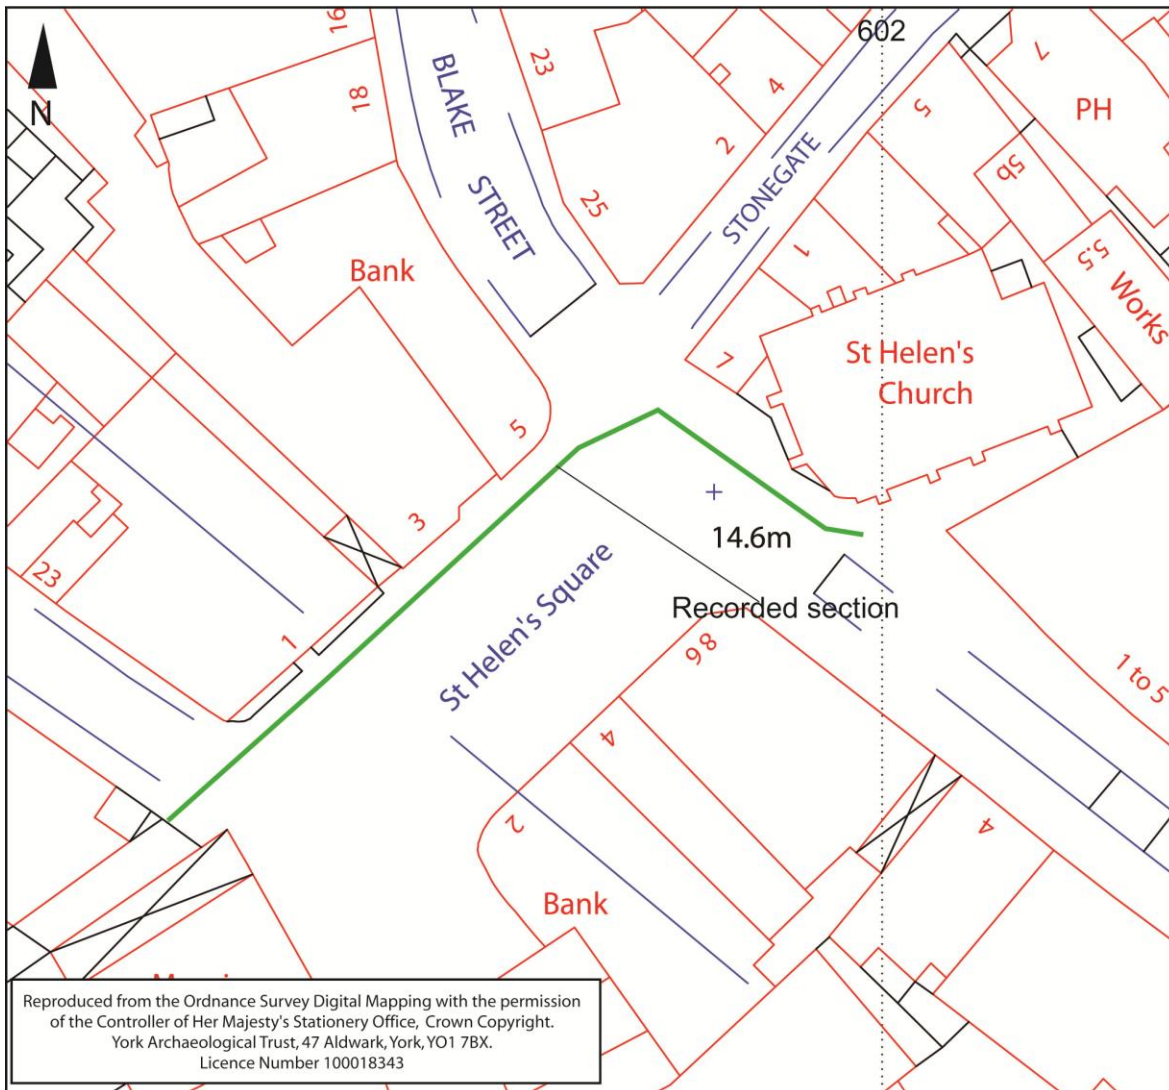 602
N
16
18
BLAKE
STREET
23
25
2
4
STONEGATE
5
5b
5.5
7
PH
Works
Bank
1
7
St Helen's
Church
5
3
14.6m
Recorded section
St Helen's Square
23
1
86
4
2
Bank
1 to 5
4
Reproduced from the Ordnance Survey Digital Mapping with the permission
of the Controller of Her Majesty's Stationery Office, Crown Copyright.
York Archaeological Trust, 47 Aldwark, York, YO1 7BX.
Licence Number 100018343